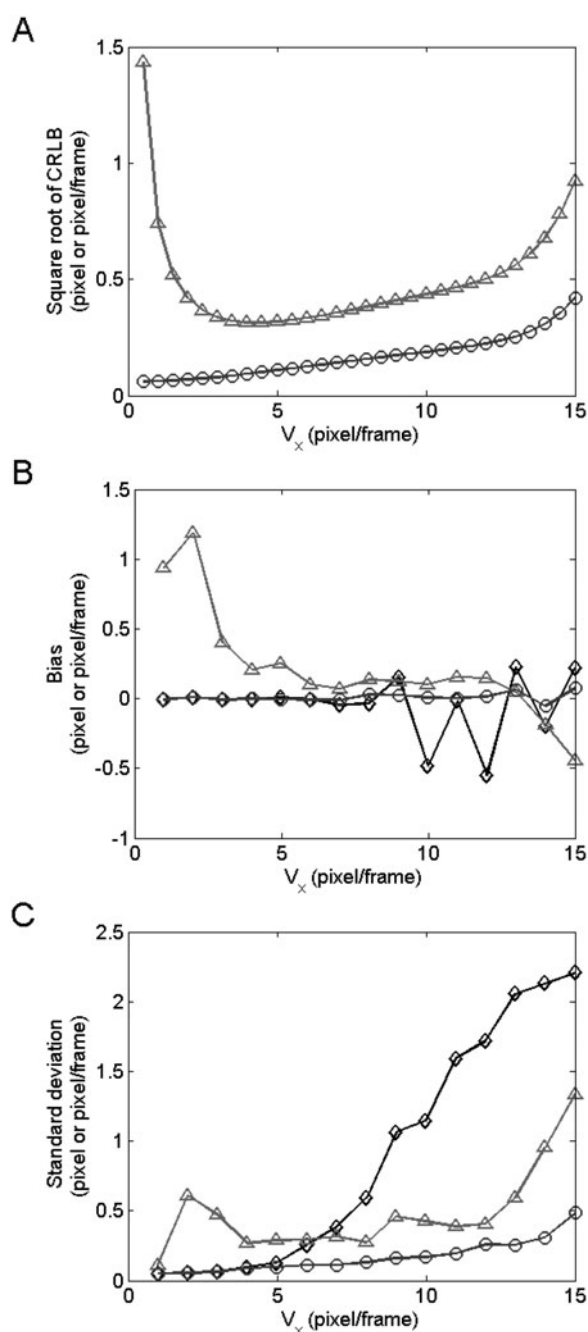 A
1.5
1
0.5
0
Square root of CRLB
(pixel or pixel/frame)
0 5 10 15
Vx (pixel/frame)
B
1.5
1
0.5
0
-0.5
-1
Bias
(pixel or pixel/frame)
0 5 10 15
Vx (pixel/frame)
C
2.5
2
1.5
1
0.5
0
Standard deviation
(pixel or pixel/frame)
0 5 10 15
Vx (pixel/frame)